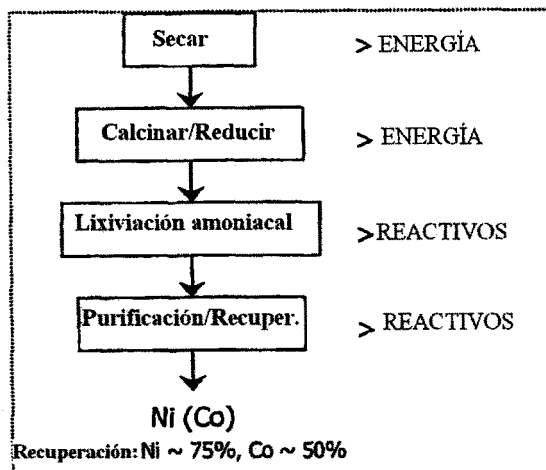 Secar > ENERGÍA
Calcinar/Reducir > ENERGÍA
Lixiviación amoniacal >REACTIVOS
Purificación/Recuper. > REACTIVOS
Ni (Co)
Recuperación: Ni ~ 75%, Co ~ 50%